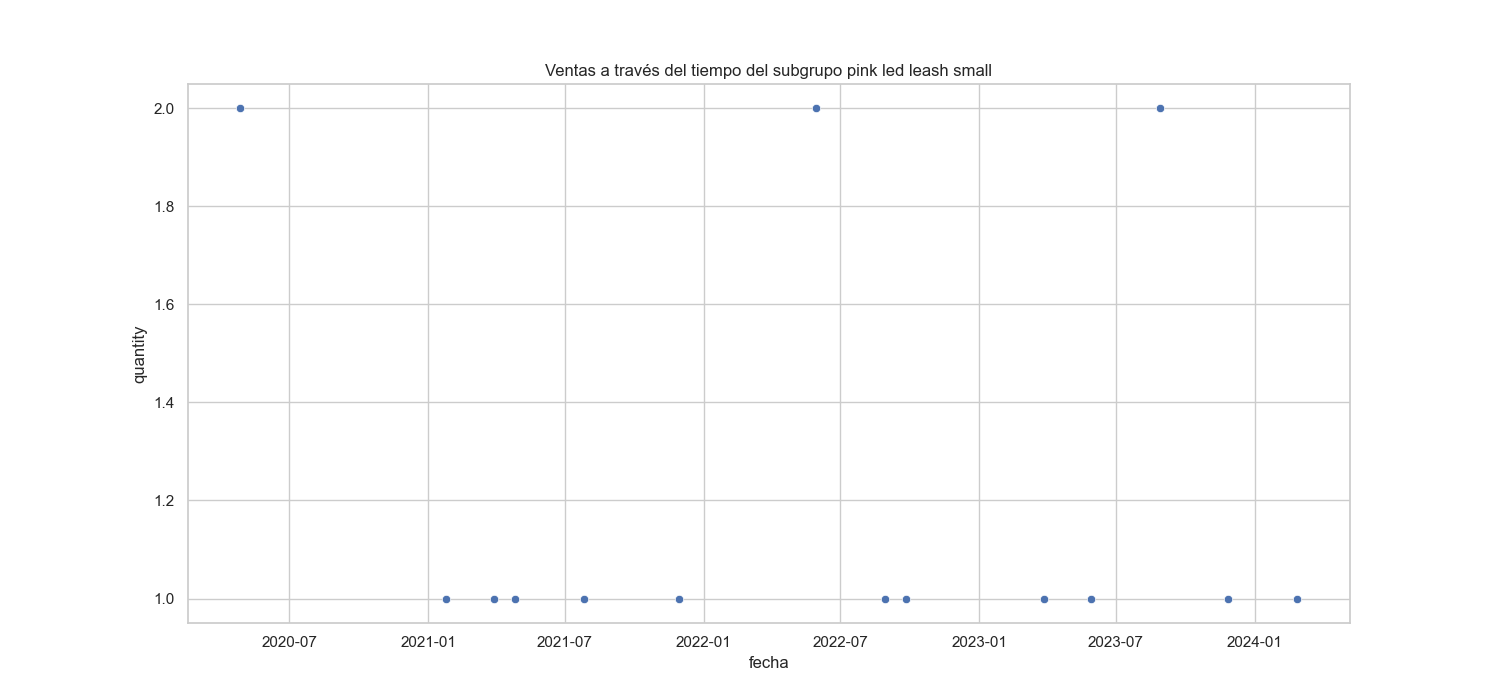 Ventas a través del tiempo del subgrupo pink led leash small
2.0
1.8
1.6
1.4
1.2
1.0
quantity
2020-07 2021-01 2021-07 2022-01 2022-07 2023-01 2023-07 2024-01
fecha